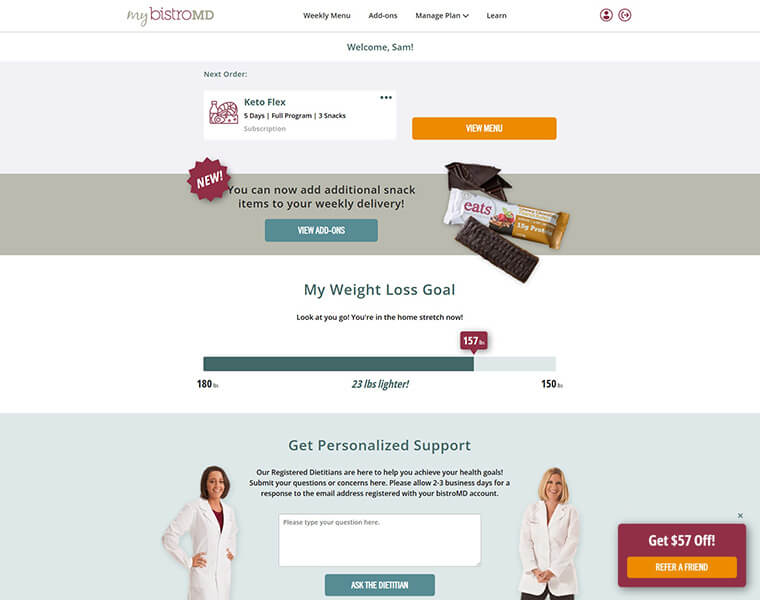 my bistroMD
Weekly Menu
Add-ons
Manage Plan
Learn
Welcome, Sam!
Next Order:
Keto Flex
5 Days | Full Program | 3 Snacks
Subscription
VIEW MENU
NEW!
You can now add additional snack
items to your weekly delivery!
VIEW ADD-ONS
eats
15g Protein
My Weight Loss Goal
Look at you go! You're in the home stretch now!
157 lbs
180 lbs
23 lbs lighter!
150 lbs
Get Personalized Support
Our Registered Dietitians are here to help you achieve your health goals!
Submit your questions or concerns here. Please allow 2-3 business days for a
response to the email address registered with your bistroMD account.
Please type your question here.
ASK THE DIETITIAN
Get $57 Off!
REFER A FRIEND